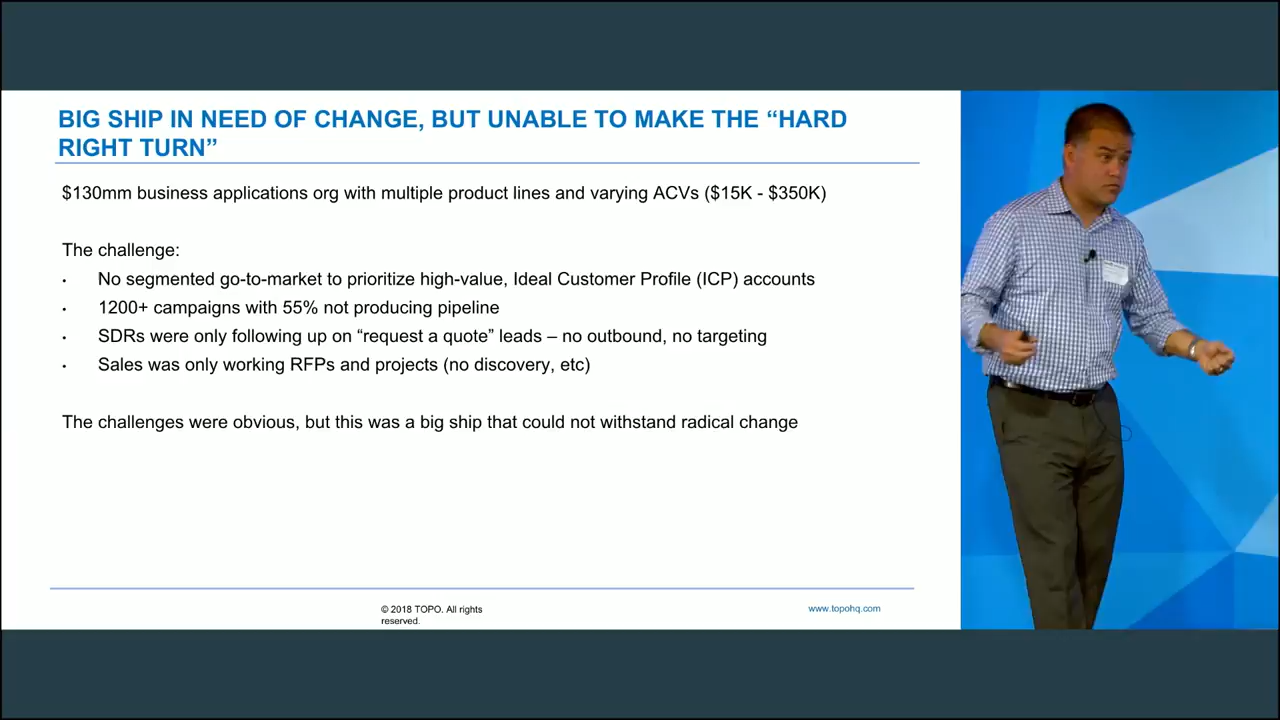 BIG SHIP IN NEED OF CHANGE, BUT UNABLE TO MAKE THE “HARD
RIGHT TURN”
$130mm business applications org with multiple product lines and varying ACVs ($15K - $350K)
The challenge:
• No segmented go-to-market to prioritize high-value, Ideal Customer Profile (ICP) accounts
• 1200+ campaigns with 55% not producing pipeline
• SDRs were only following up on “request a quote” leads – no outbound, no targeting
• Sales was only working RFPs and projects (no discovery, etc)
The challenges were obvious, but this was a big ship that could not withstand radical change
© 2018 TOPO. All rights
reserved.
www.topohq.com